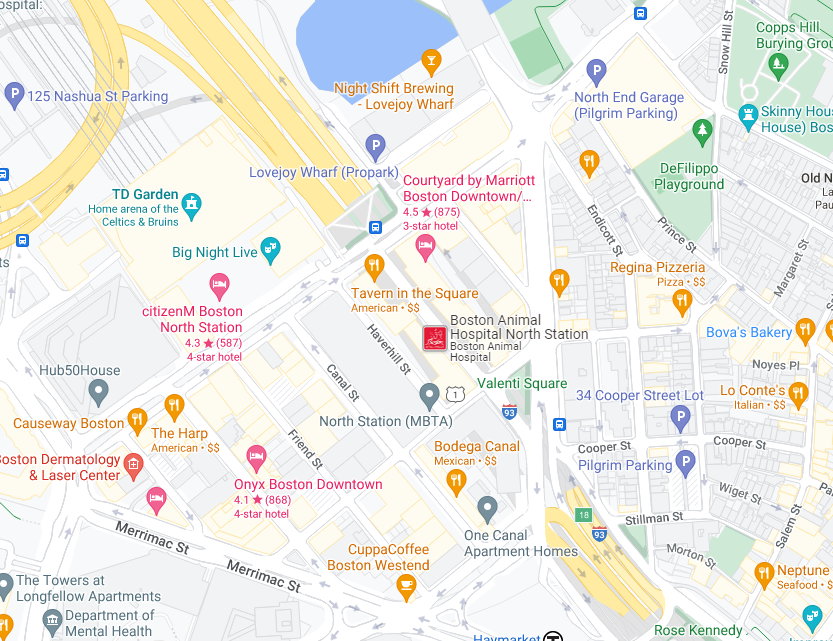 ospital:
Copps Hill
Burying Grou
Snow Hill St
Night Shift Brewing
- Lovejoy Wharf
P
125 Nashua St Parking
P
North End Garage
(Pilgrim Parking)
Skinny Hous
House) Bos
P
Lovejoy Wharf (Propark)
DeFilippo
Playground
Courtyard by Marriott
Boston Downtown/...
4.5 ★ (875)
3-star hotel
Old N
La
Pau
TD Garden
Home arena of the
Celtics & Bruins
Endicott St
Prince St
Margaret St
Big Night Live
ts
Regina Pizzeria
Pizza • $$
Tavern in the Square
American • $$
citizenM Boston
North Station
4.3 ★ (587)
4-star hotel
Boston Animal
Hospital North Station
Boston Animal
Hospital
Bova's Bakery
Haverhill St
Noyes Pl
Hub50House
Canal St
Valenti Square
1
93
34 Cooper Street Lot
P
Lo Conte's
Italian • $$
Causeway Boston
The Harp
American • $$
North Station (MBTA)
Friend St
Bodega Canal
Mexican • $$
Cooper St
Cooper St
Boston Dermatology
& Laser Center
Pilgrim Parking
P
Onyx Boston Downtown
4.1 ★ (868)
4-star hotel
Wiget St
Pa
Salem St
18
93
Stillman St
Merrimac St
One Canal
Apartment Homes
Morton St
CuppaCoffee
Boston Westend
Merrimac St
Neptune
Seafood • $
The Towers at
Longfellow Apartments
Department of
Mental Health
Rose Kennedy
Haymarket
T